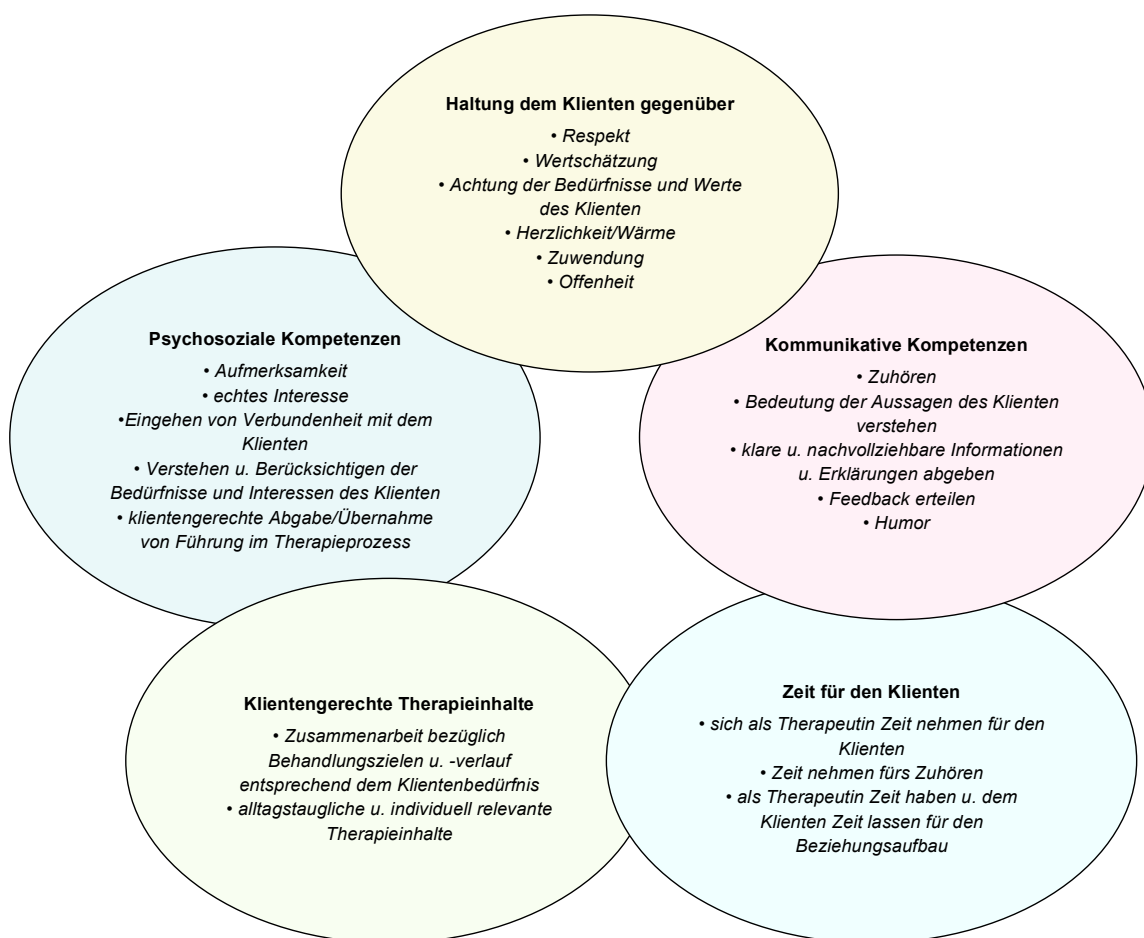 Haltung dem Klienten gegenüber
• Respekt
• Wertschätzung
• Achtung der Bedürfnisse und Werte
des Klienten
• Herzlichkeit/Wärme
• Zuwendung
• Offenheit
Psychosoziale Kompetenzen
• Aufmerksamkeit
• echtes Interesse
•Eingehen von Verbundenheit mit dem
Klienten
• Verstehen u. Berücksichtigen der
Bedürfnisse und Interessen des Klienten
• klientengerechte Abgabe/Übernahme
von Führung im Therapieprozess
Kommunikative Kompetenzen
• Zuhören
• Bedeutung der Aussagen des Klienten
verstehen
• klare u. nachvollziehbare Informationen
u. Erklärungen abgeben
• Feedback erteilen
• Humor
Klientengerechte Therapieinhalte
• Zusammenarbeit bezüglich
Behandlungszielen u. -verlauf
entsprechend dem Klientenbedürfnis
• alltagstaugliche u. individuell relevante
Therapieinhalte
Zeit für den Klienten
• sich als Therapeutin Zeit nehmen für den
Klienten
• Zeit nehmen fürs Zuhören
• als Therapeutin Zeit haben u. dem
Klienten Zeit lassen für den
Beziehungsaufbau